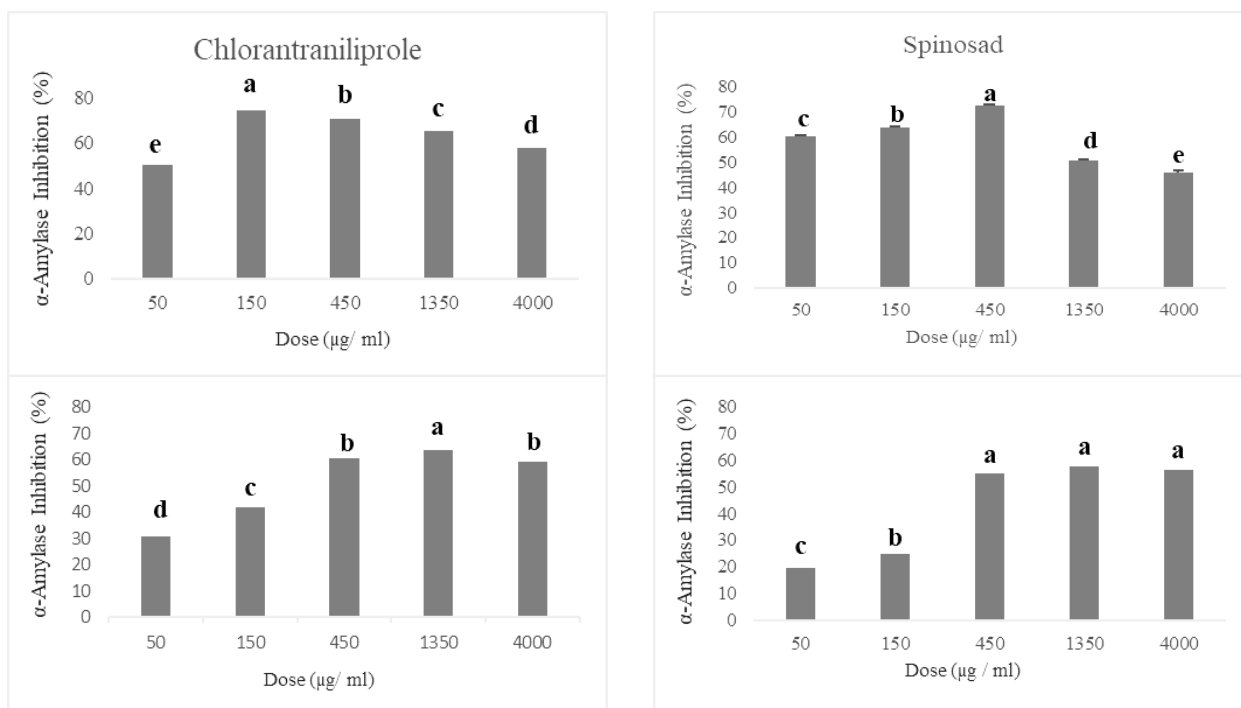 Chlorantraniliprole
α-Amylase Inhibition (%)
80
60
40
20
0
e
a
b
c
d
50 150 450 1350 4000
Dose (μg/ ml)
Spinosad
α-Amylase Inhibition (%)
80
70
60
50
40
30
20
10
0
c
b
a
d
e
50 150 450 1350 4000
Dose (μg/ ml)
α-Amylase Inhibition (%)
80
70
60
50
40
30
20
10
0
d
c
b
a
b
50 150 450 1350 4000
Dose (μg/ ml)
α-Amylase Inhibition (%)
80
70
60
50
40
30
20
10
0
c
b
a
a
a
50 150 450 1350 4000
Dose (μg / ml)